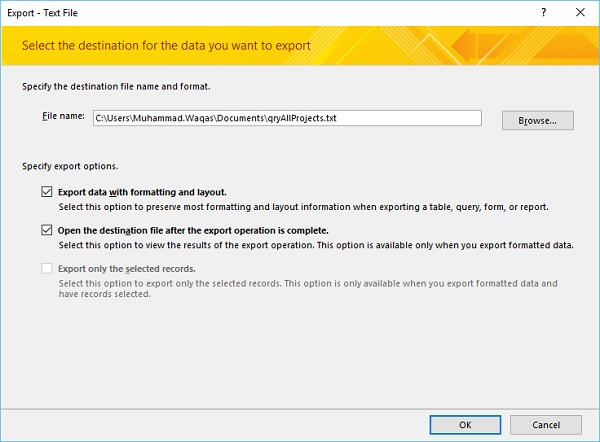 Export - Text File
? ×
Select the destination for the data you want to export
Specify the destination file name and format.
File name: C:\Users\Muhammad.Waqas\Documents\qryAllProjects.txt Browse...
Specify export options.
Export data with formatting and layout.
Select this option to preserve most formatting and layout information when exporting a table, query, form, or report.
Open the destination file after the export operation is complete.
Select this option to view the results of the export operation. This option is available only when you export formatted data.
Export only the selected records.
Select this option to export only the selected records. This option is only available when you export formatted data and
have records selected.
OK Cancel